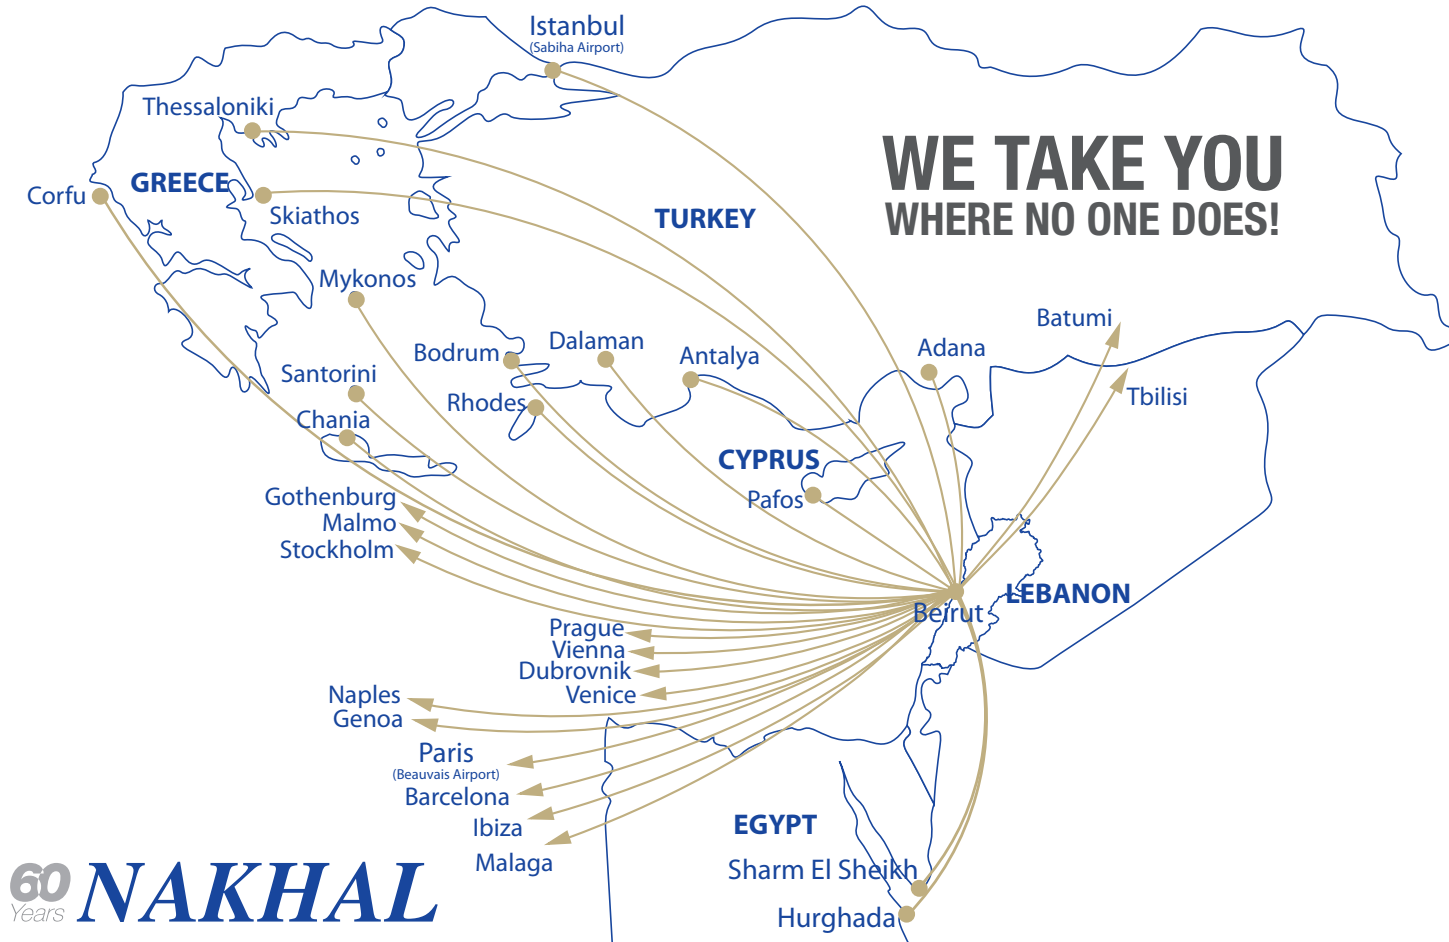 Istanbul
(Sabiha Airport)
Thessaloniki
WE TAKE YOU
WHERE NO ONE DOES!
GREECE
Corfu
Skiathos
TURKEY
Mykonos
Batumi
Bodrum
Dalaman
Antalya
Adana
Santorini
Rhodes
Tbilisi
Chania
CYPRUS
Pafos
Gothenburg
Malmo
Stockholm
LEBANON
Beirut
Prague
Vienna
Dubrovnik
Venice
Naples
Genoa
Paris
(Beauvais Airport)
Barcelona
Ibiza
Malaga
EGYPT
Sharm El Sheikh
Hurghada
60
Years
NAKHAL